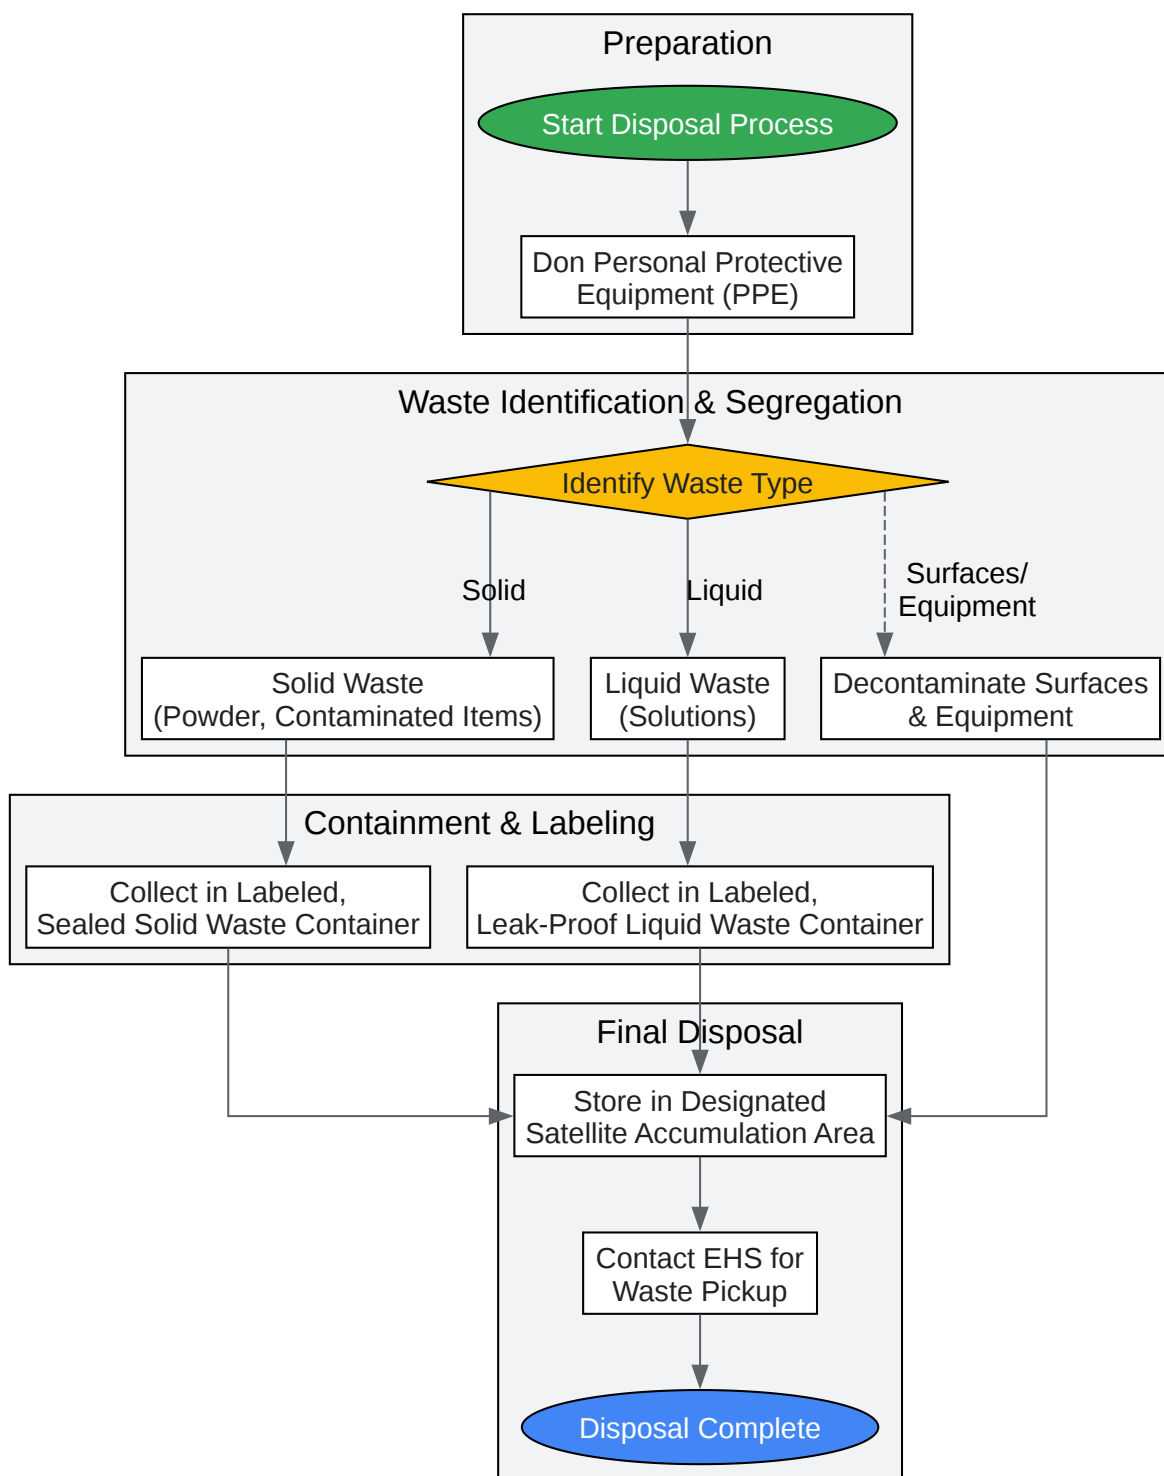 Preparation
Start Disposal Process
Don Personal Protective
Equipment (PPE)
Waste Identification & Segregation
Identify Waste Type
Solid
Liquid
Surfaces/
Equipment
Solid Waste
(Powder, Contaminated Items)
Liquid Waste
(Solutions)
Decontaminate Surfaces
& Equipment
Containment & Labeling
Collect in Labeled,
Sealed Solid Waste Container
Collect in Labeled,
Leak-Proof Liquid Waste Container
Final Disposal
Store in Designated
Satellite Accumulation Area
Contact EHS for
Waste Pickup
Disposal Complete